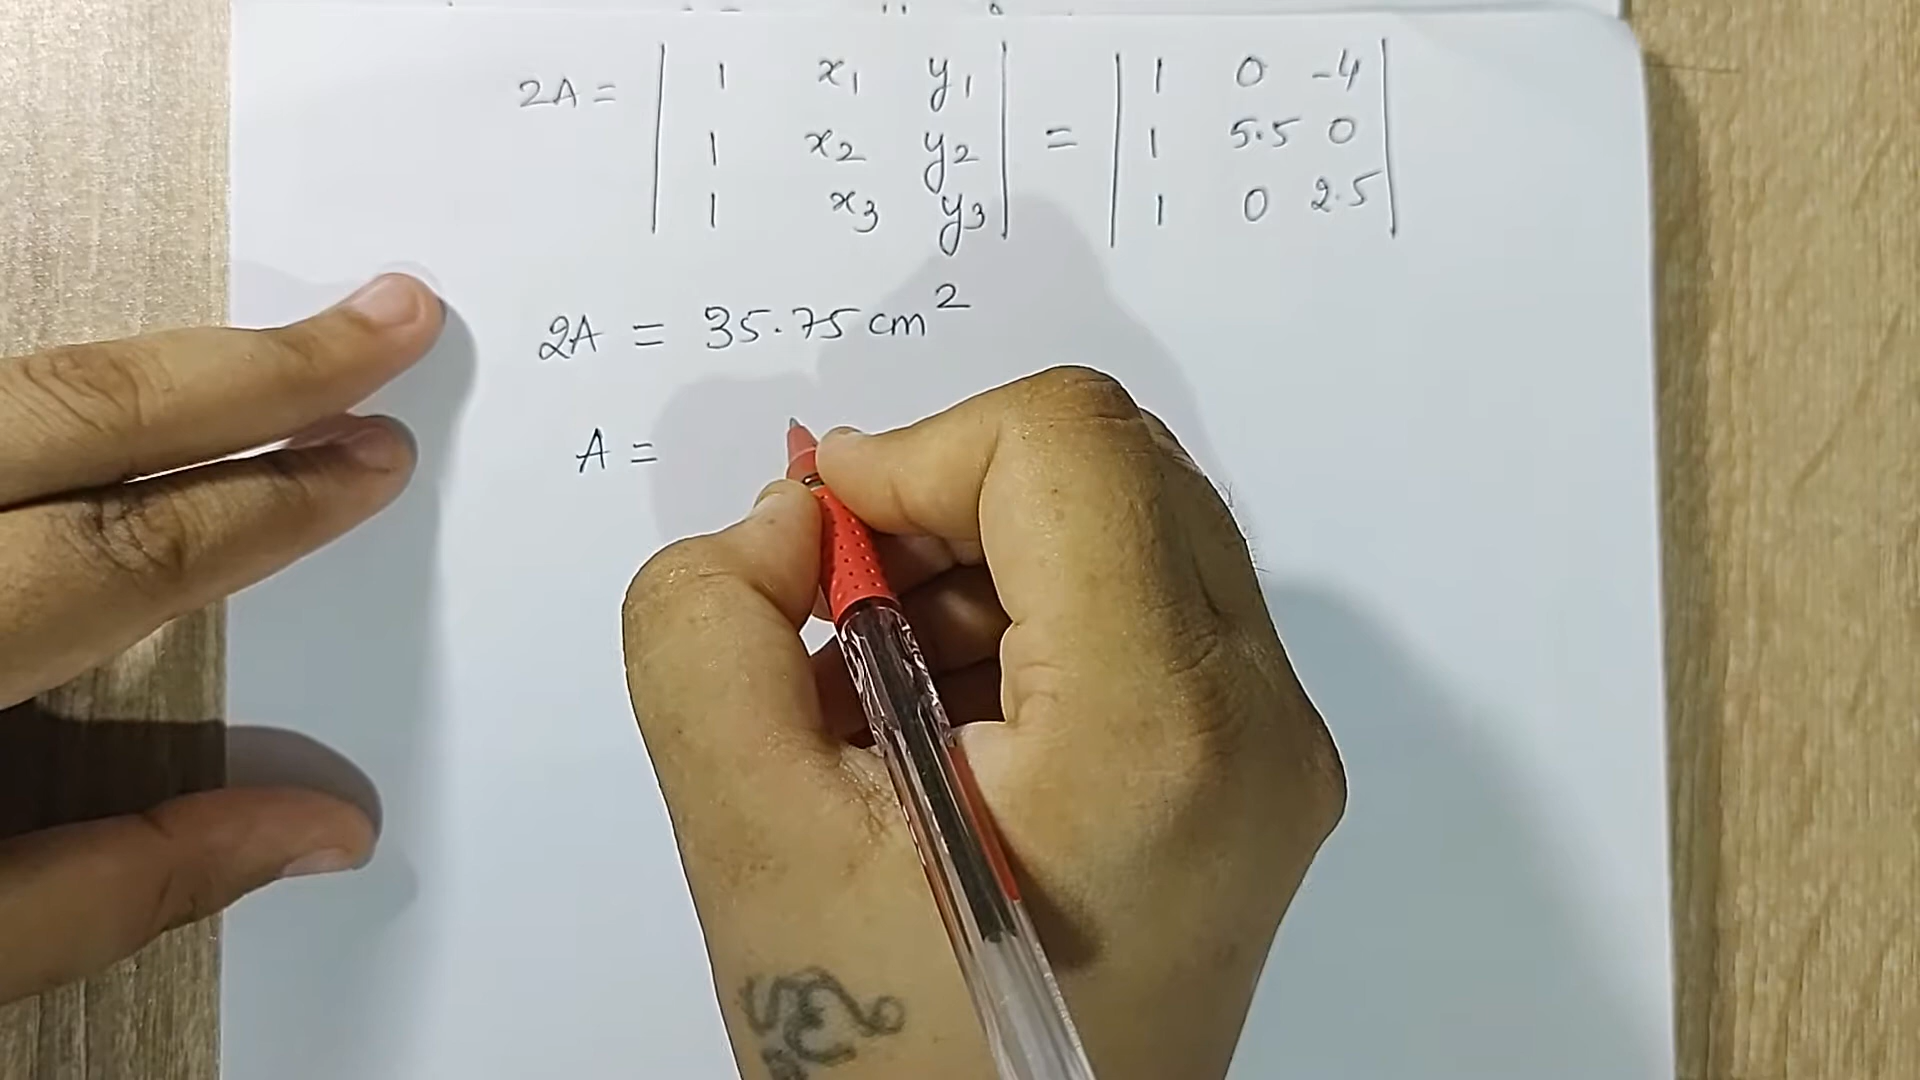 2A = | 1 x₁ y₁ | = | 1 0 -4 |
| 1 x₂ y₂ | | 1 5.5 0 |
| 1 x₃ y₃ | | 1 0 2.5 |
2A = 35.75 cm²
A =